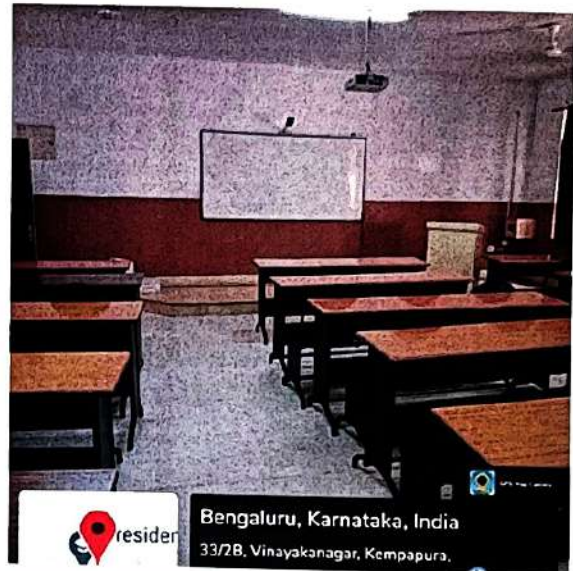 residen
Bengaluru, Karnataka, India
33/2B, Vinayakanagar, Kempapura,